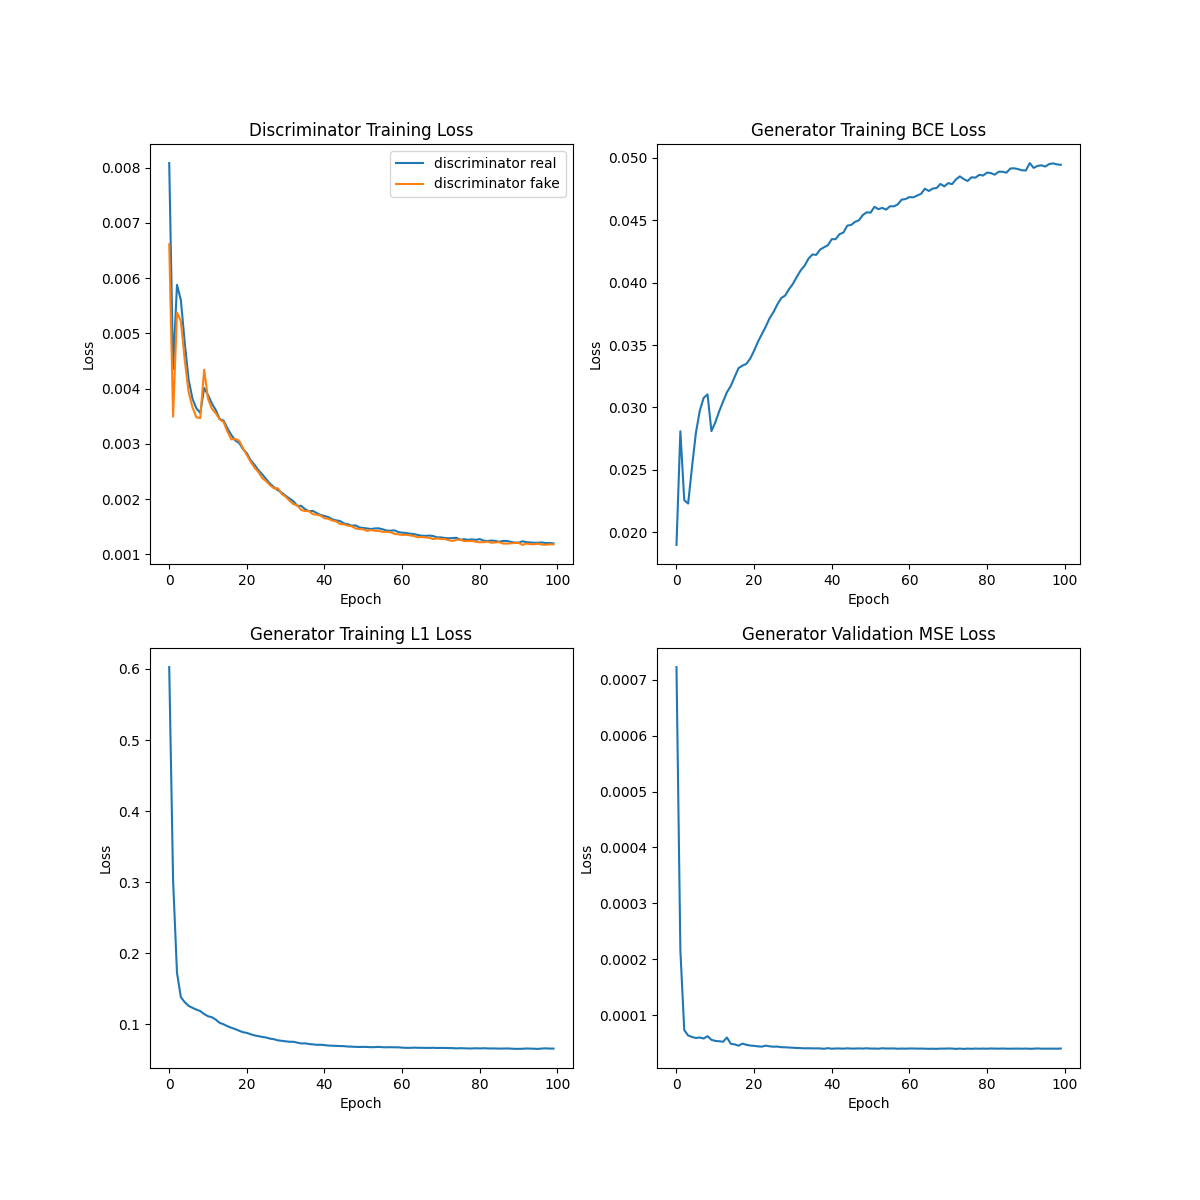 Discriminator Training Loss
0.008
0.007
0.006
0.005
0.004
0.003
0.002
0.001
Loss
discriminator real
discriminator fake
0 20 40 60 80 100
Epoch
Generator Training BCE Loss
0.050
0.045
0.040
0.035
0.030
0.025
0.020
Loss
0 20 40 60 80 100
Epoch
Generator Training L1 Loss
0.6
0.5
0.4
0.3
0.2
0.1
Loss
0 20 40 60 80 100
Epoch
Generator Validation MSE Loss
0.0007
0.0006
0.0005
0.0004
0.0003
0.0002
0.0001
Loss
0 20 40 60 80 100
Epoch